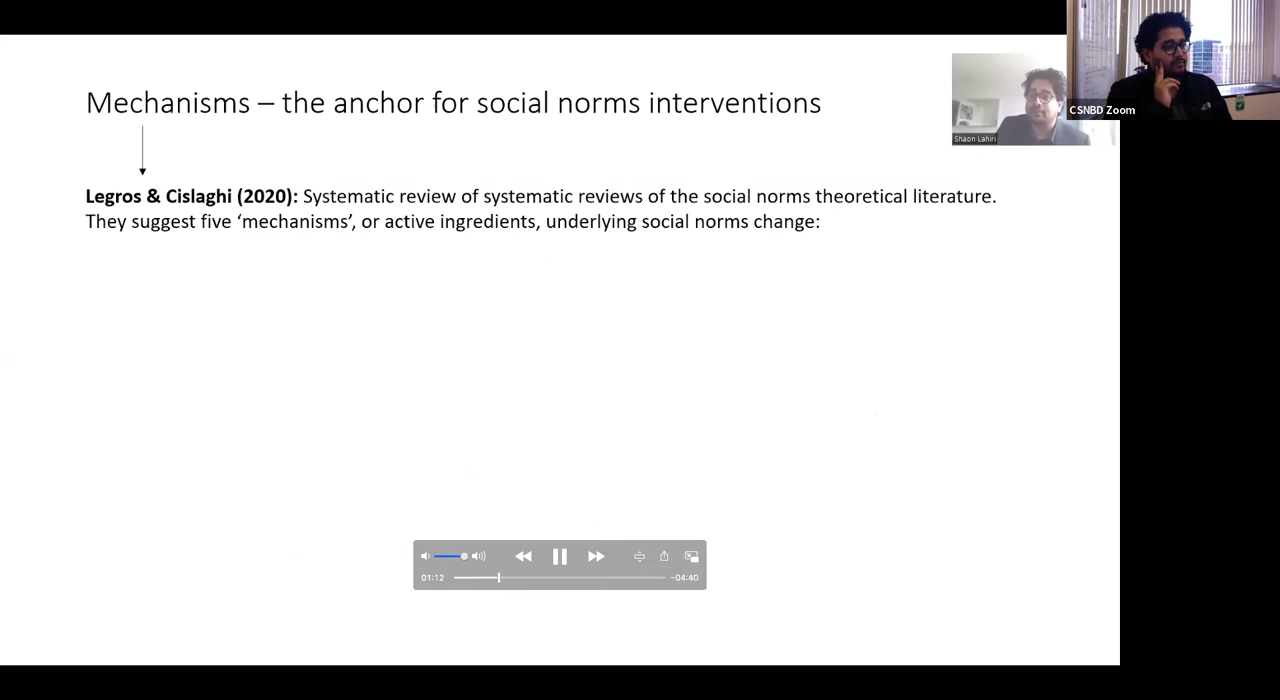 Mechanisms – the anchor for social norms interventions
Shaon Lahiri
CSNBD Zoom
Legros & Cislaghi (2020): Systematic review of systematic reviews of the social norms theoretical literature.
They suggest five ‘mechanisms’, or active ingredients, underlying social norms change:
01:12
-04:40